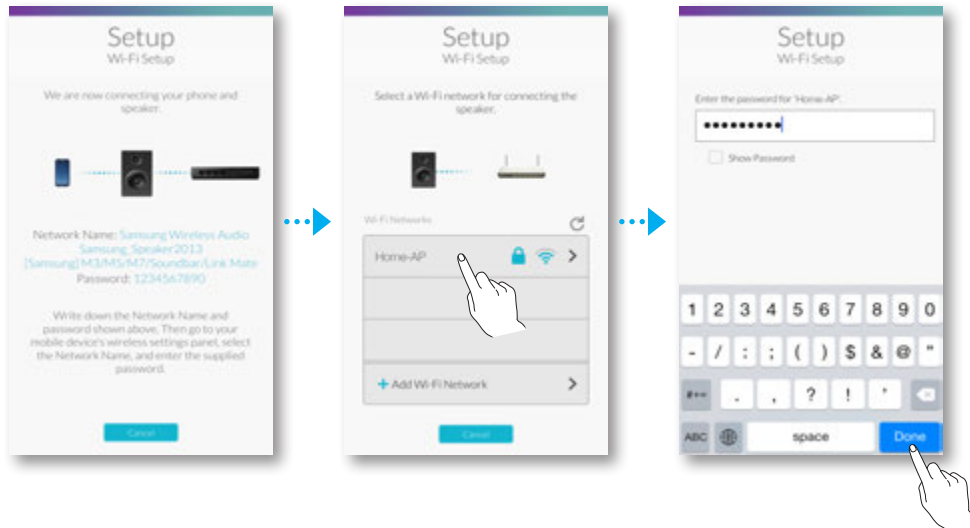 Setup
Wi-Fi Setup
We are now connecting your phone and
speaker.
Network Name: Samsung Wireless Audio
Samsung_Speaker2013
[Samsung] M3/M5/M7/Soundbar/Link Mate
Password: 1234567890
Write down the Network Name and
password shown above. Then go to your
mobile device's wireless settings panel, select
the Network Name, and enter the supplied
password.
Cancel
Setup
Wi-Fi Setup
Select a Wi-Fi network for connecting the
speaker.
Wi-Fi Networks
Home-AP
+ Add Wi-Fi Network
Cancel
Setup
Wi-Fi Setup
Enter the password for 'Home-AP'.
•••••••••
Show Password
1 2 3 4 5 6 7 8 9 0
- / : ; ( ) $ & @ "
#+= . , ? ! '
ABC space Done